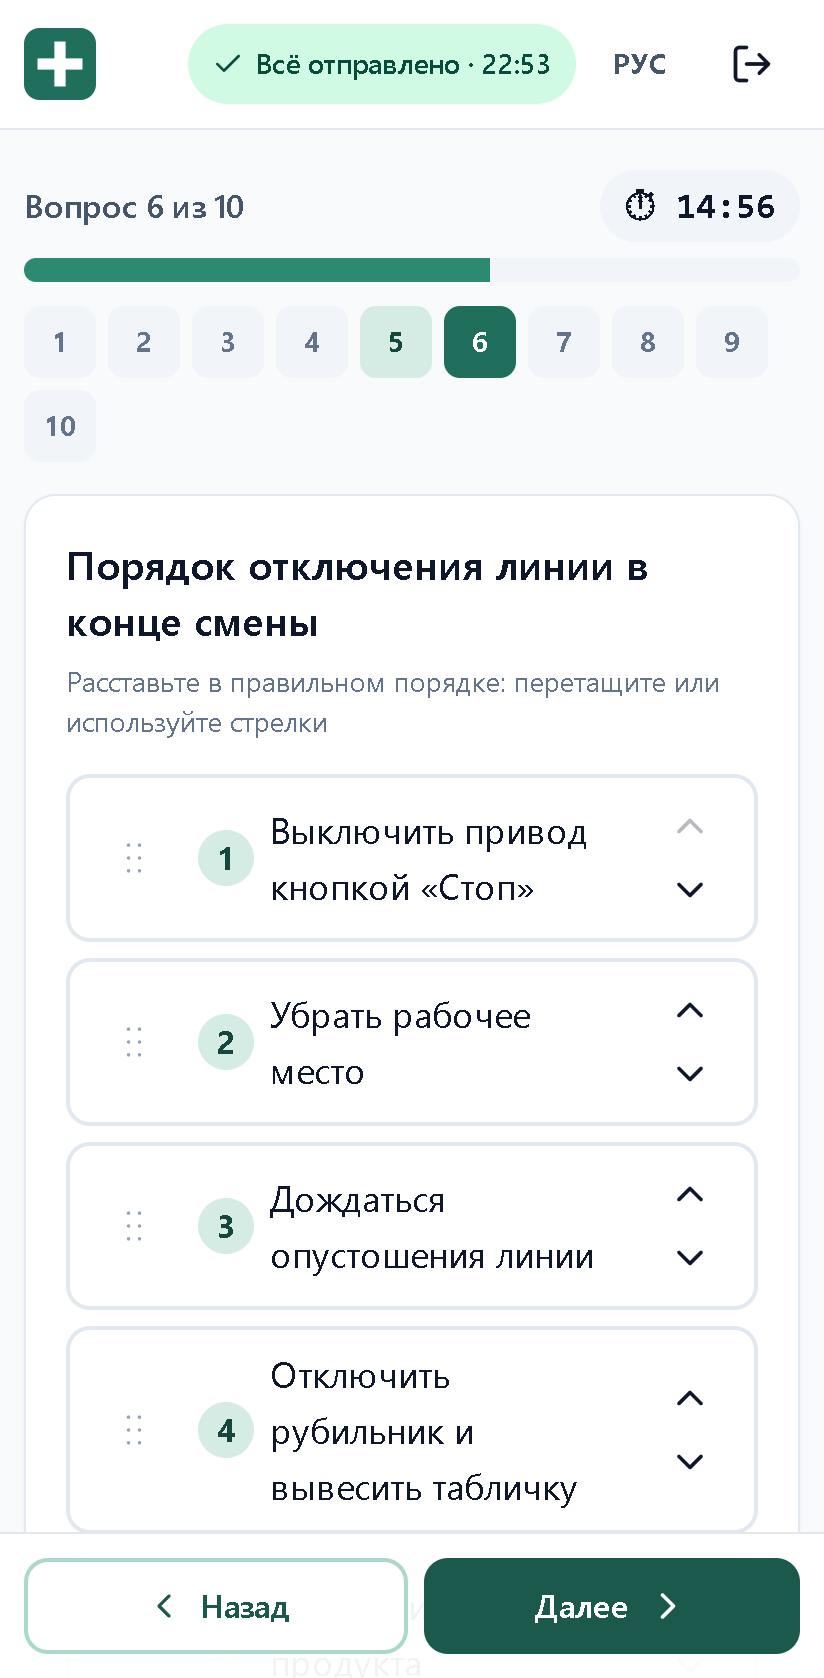 Всё отправлено · 22:53
РУС
Вопрос 6 из 10
14:56
1 2 3 4 5 6 7 8 9
10
Порядок отключения линии в
конце смены
Расставьте в правильном порядке: перетащите или
используйте стрелки
1
Выключить привод
кнопкой «Стоп»
2
Убрать рабочее
место
3
Дождаться
опустошения линии
4
Отключить
рубильник и
вывесить табличку
Назад
Далее
продукта